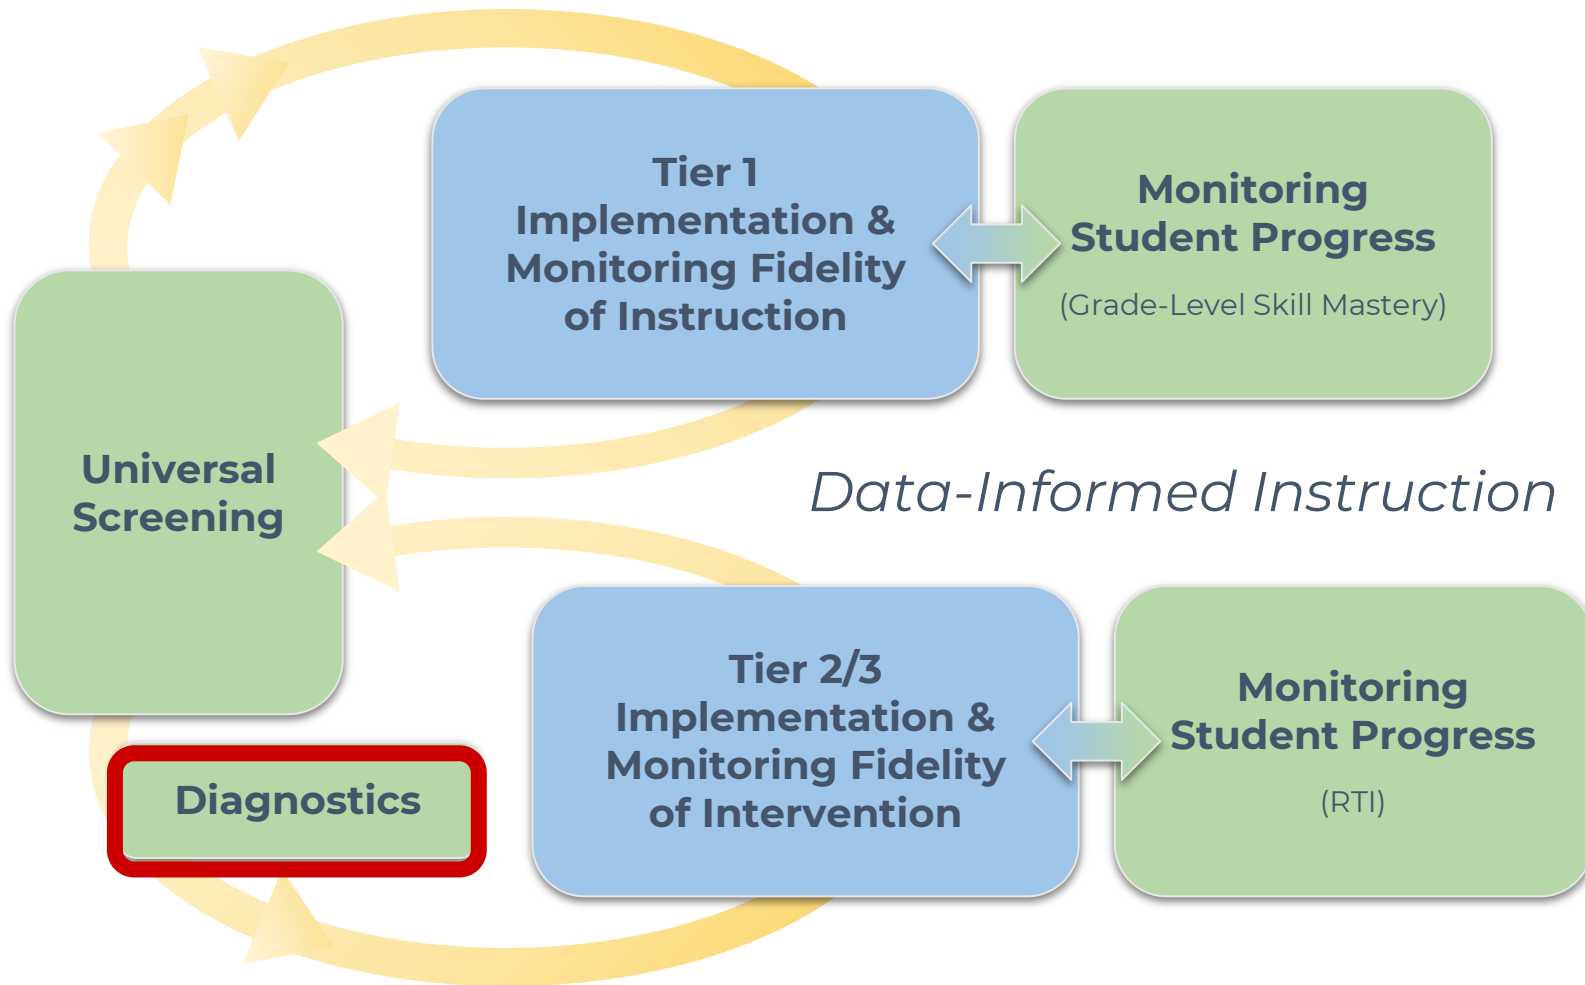 Tier 1
Implementation &
Monitoring Fidelity
of Instruction
Monitoring
Student Progress
(Grade-Level Skill Mastery)
Universal
Screening
Data-Informed Instruction
Tier 2/3
Implementation &
Monitoring Fidelity
of Intervention
Monitoring
Student Progress
(RTI)
Diagnostics